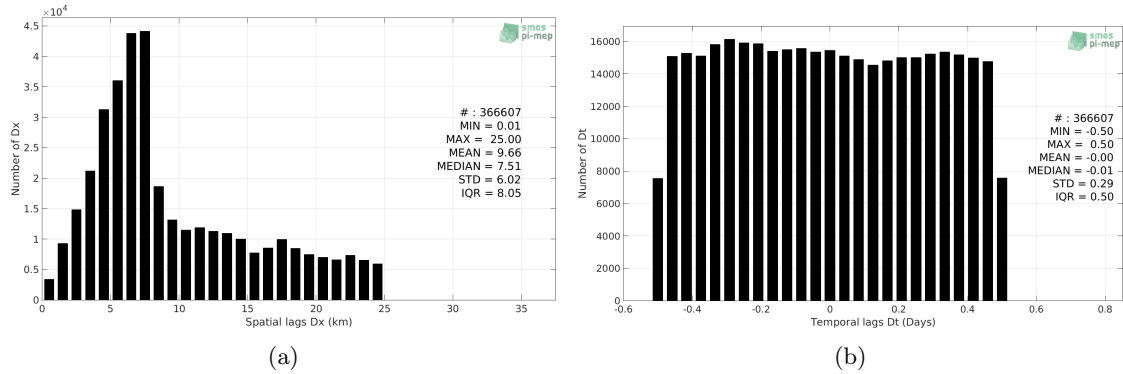 ×10⁴
4.5
4
3.5
3
2.5
2
1.5
1
0.5
0
Number of Dx
smos
pi-mep
# : 366607
MIN = 0.01
MAX = 25.00
MEAN = 9.66
MEDIAN = 7.51
STD = 6.02
IQR = 8.05
0 5 10 15 20 25 30 35
Spatial lags Dx (km)
(a)
16000
14000
12000
10000
8000
6000
4000
2000
0
Number of Dt
smos
pi-mep
# : 366607
MIN = -0.50
MAX = 0.50
MEAN = -0.00
MEDIAN = -0.01
STD = 0.29
IQR = 0.50
-0.6 -0.4 -0.2 0 0.2 0.4 0.6 0.8
Temporal lags Dt (Days)
(b)